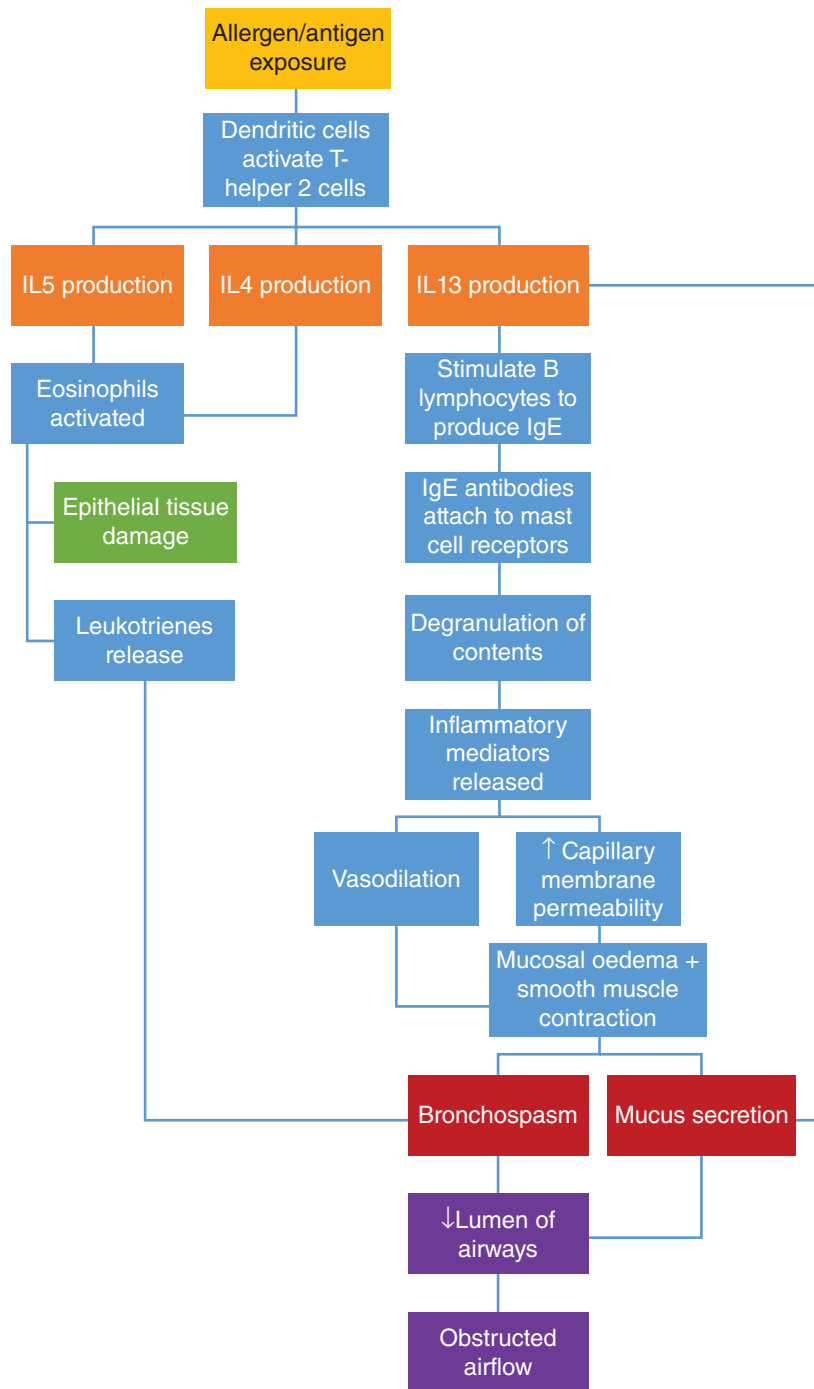 Allergen/antigen
exposure
Dendritic cells
activate T-
helper 2 cells
IL5 production
IL4 production
IL13 production
Eosinophils
activated
Stimulate B
lymphocytes to
produce IgE
Epithelial tissue
damage
IgE antibodies
attach to mast
cell receptors
Leukotrienes
release
Degranulation of
contents
Inflammatory
mediators
released
Vasodilation
↑ Capillary
membrane
permeability
Mucosal oedema +
smooth muscle
contraction
Bronchospasm
Mucus secretion
↓Lumen of
airways
Obstructed
airflow